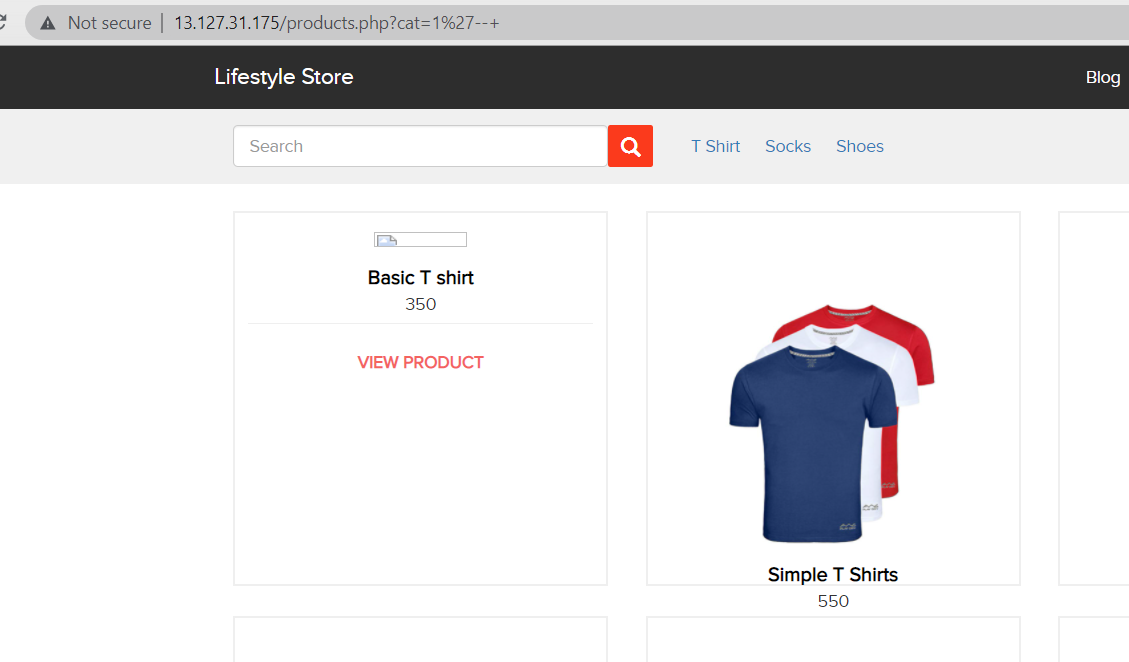 Not secure | 13.127.31.175/products.php?cat=1%27--+
Lifestyle Store
Blog
Search
T Shirt
Socks
Shoes
Basic T shirt
350
VIEW PRODUCT
Simple T Shirts
550